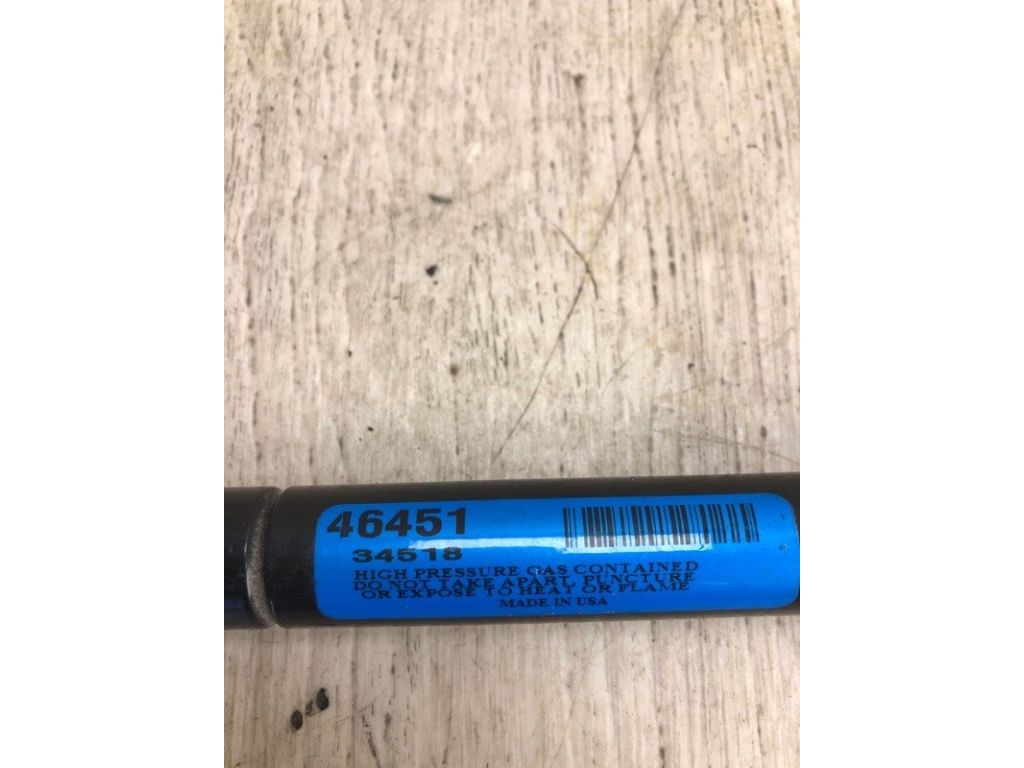 46451
34518
HIGH PRESSURE GAS CONTAINED
DO NOT TAKE APART, PUNCTURE
OR EXPOSE TO HEAT OR FLAME
MADE IN USA